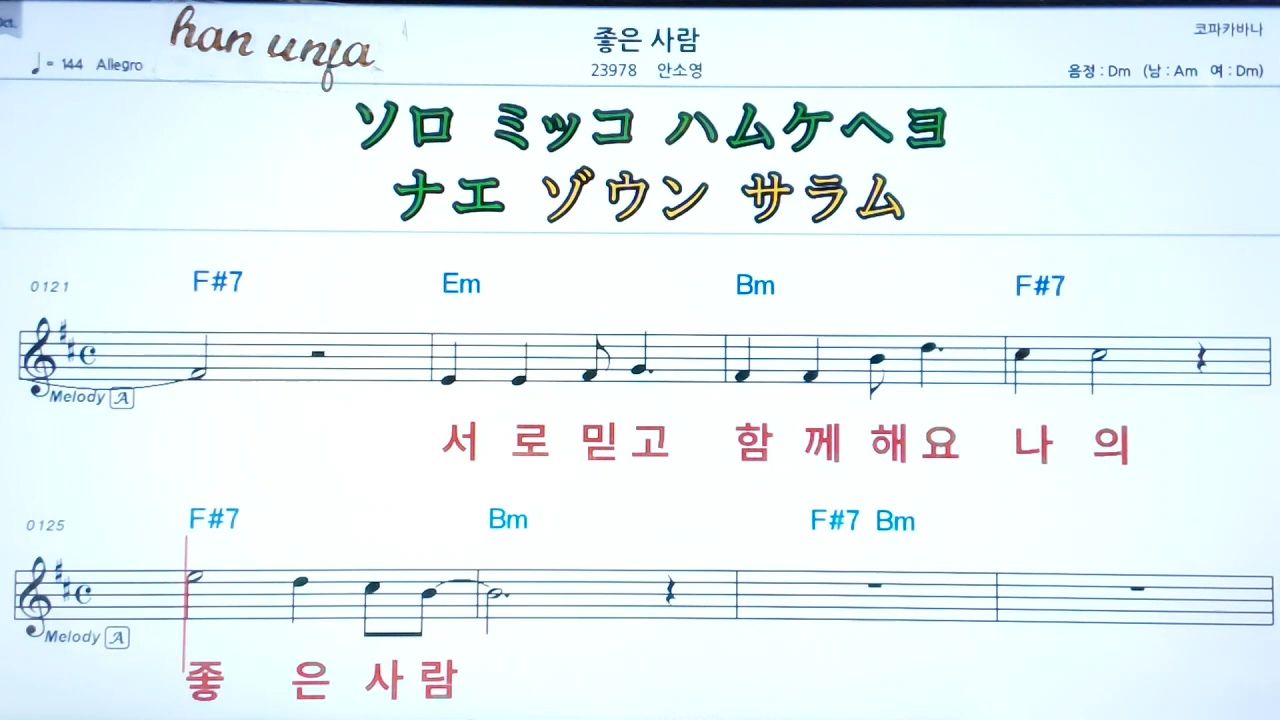 oct.
han unfa
좋은 사람
코파카바나
♩= 144 Allegro
23978 안소영
음정 : Dm (남 : Am 여 : Dm)
ソロ ミッコ ハムケヘヨ
ナエ ゾウン サラム
0121 F#7 Em Bm F#7
Melody A
서 로 믿 고 함 께 해 요 나 의
0125 F#7 Bm F#7 Bm
Melody A
좋 은 사 람